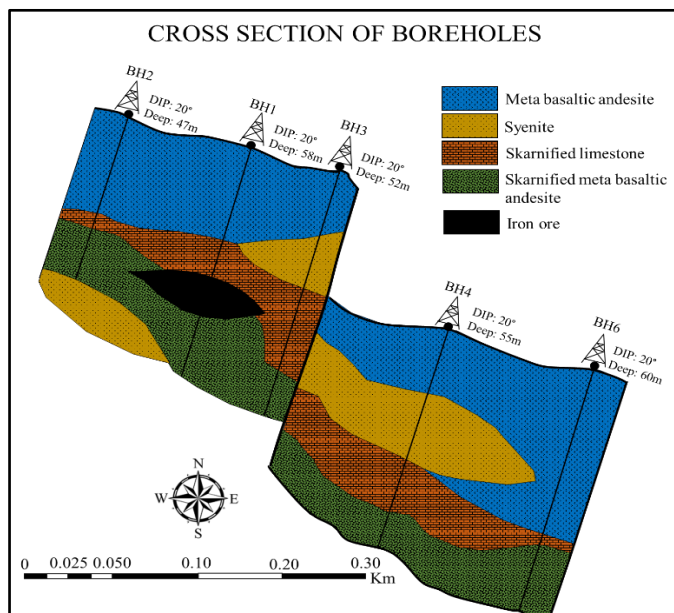 CROSS SECTION OF BOREHOLES
BH2
DIP: 20°
Deep: 47m
BH1
DIP: 20°
Deep: 58m
BH3
DIP: 20°
Deep: 52m
Meta basaltic andesite
Syenite
Skarnified limestone
Skarnified meta basaltic
andesite
Iron ore
BH4
DIP: 20°
Deep: 55m
BH6
DIP: 20°
Deep: 60m
N
W E
S
0 0.025 0.050 0.10 0.20 0.30
Km